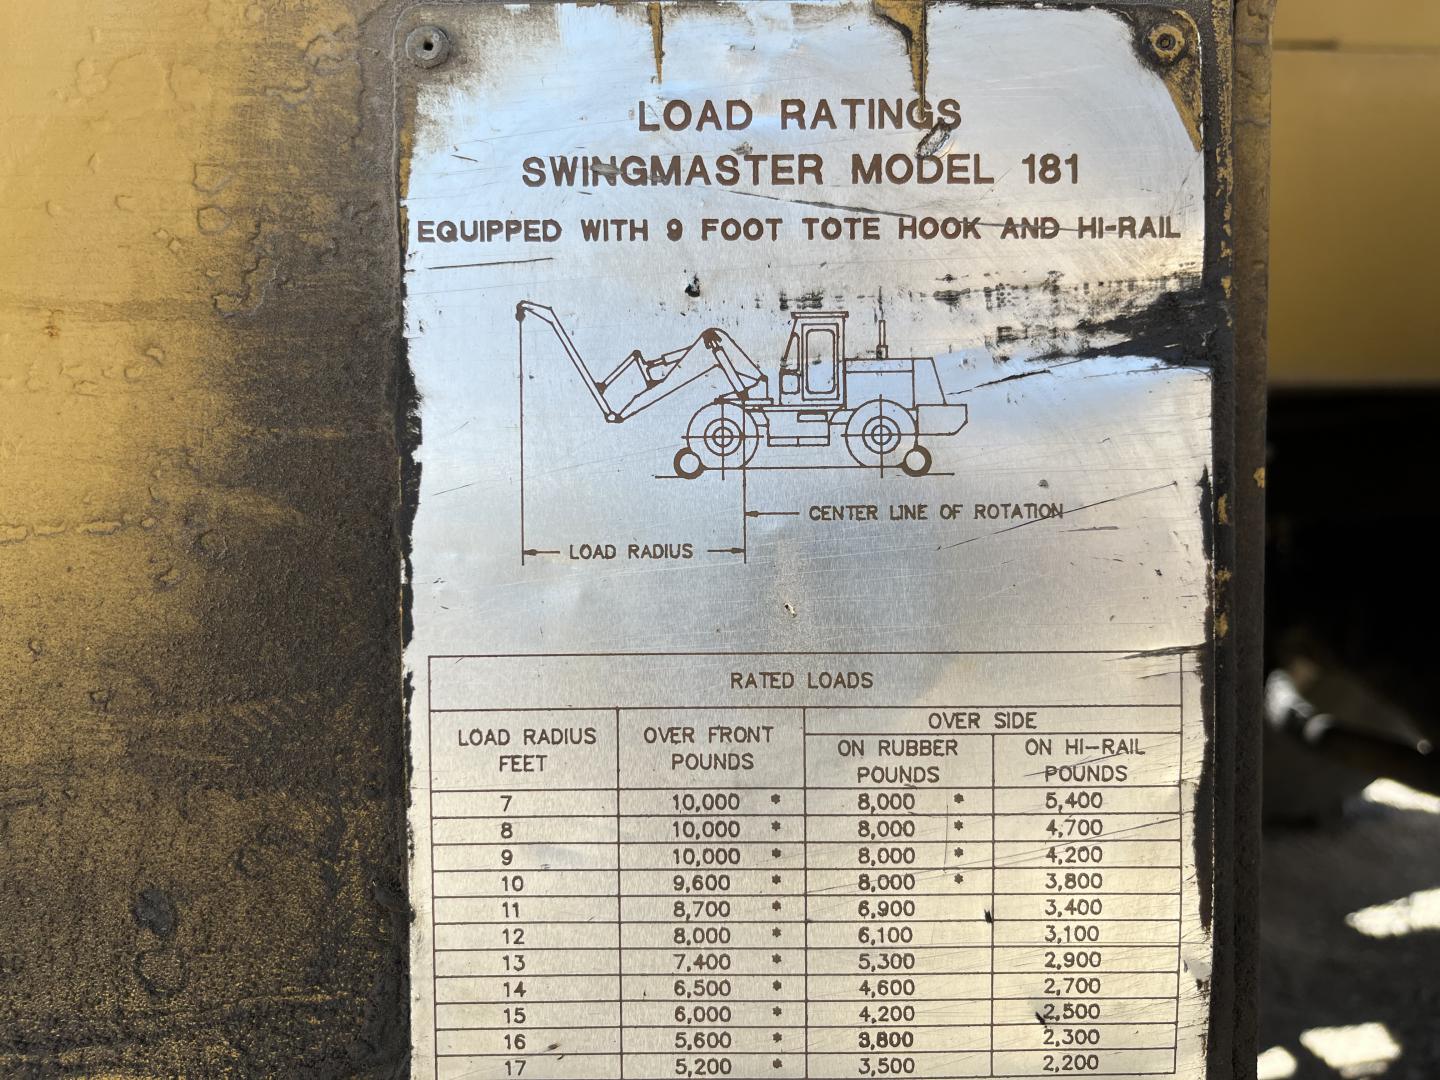 LOAD RATINGS
SWINGMASTER MODEL 181
EQUIPPED WITH 9 FOOT TOTE HOOK AND HI-RAIL
CENTER LINE OF ROTATION
LOAD RADIUS
RATED LOADS
LOAD RADIUS FEET OVER FRONT POUNDS OVER SIDE
ON RUBBER POUNDS ON HI-RAIL POUNDS
7 10,000 * 8,000 * 5,400
8 10,000 * 8,000 * 4,700
9 10,000 * 8,000 * 4,200
10 9,600 * 8,000 * 3,800
11 8,700 * 6,900 3,400
12 8,000 * 6,100 3,100
13 7,400 * 5,300 2,900
14 6,500 * 4,600 2,700
15 6,000 * 4,200 2,500
16 5,600 * 3,800 2,300
17 5,200 * 3,500 2,200